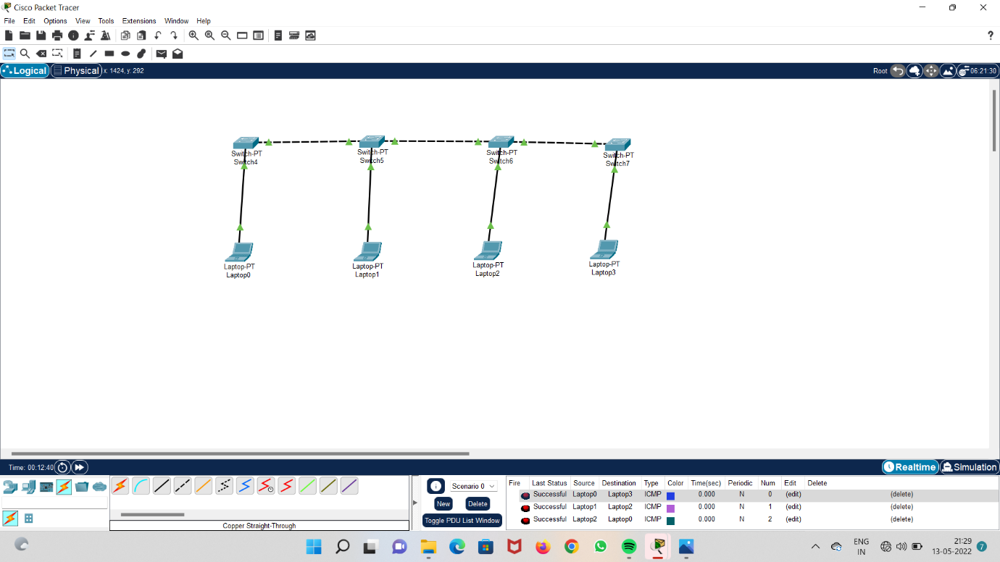 Cisco Packet Tracer
File Edit Options View Tools Extensions Window Help
?
Logical Physical x: 1424, y: 292 Root 06:21:30
Switch-PT
Switch4
Switch-PT
Switch5
Switch-PT
Switch6
Switch-PT
Switch7
Laptop-PT
Laptop0
Laptop-PT
Laptop1
Laptop-PT
Laptop2
Laptop-PT
Laptop3
Time: 00:12:40 Realtime Simulation
Scenario 0
New Delete
Toggle PDU List Window
Copper Straight-Through
Fire Last Status Source Destination Type Color Time(sec) Periodic Num Edit Delete
Successful Laptop0 Laptop3 ICMP 0.000 N 0 (edit) (delete)
Successful Laptop1 Laptop2 ICMP 0.000 N 1 (edit) (delete)
Successful Laptop2 Laptop0 ICMP 0.000 N 2 (edit) (delete)
ENG
IN
21:29
13-05-2022
7